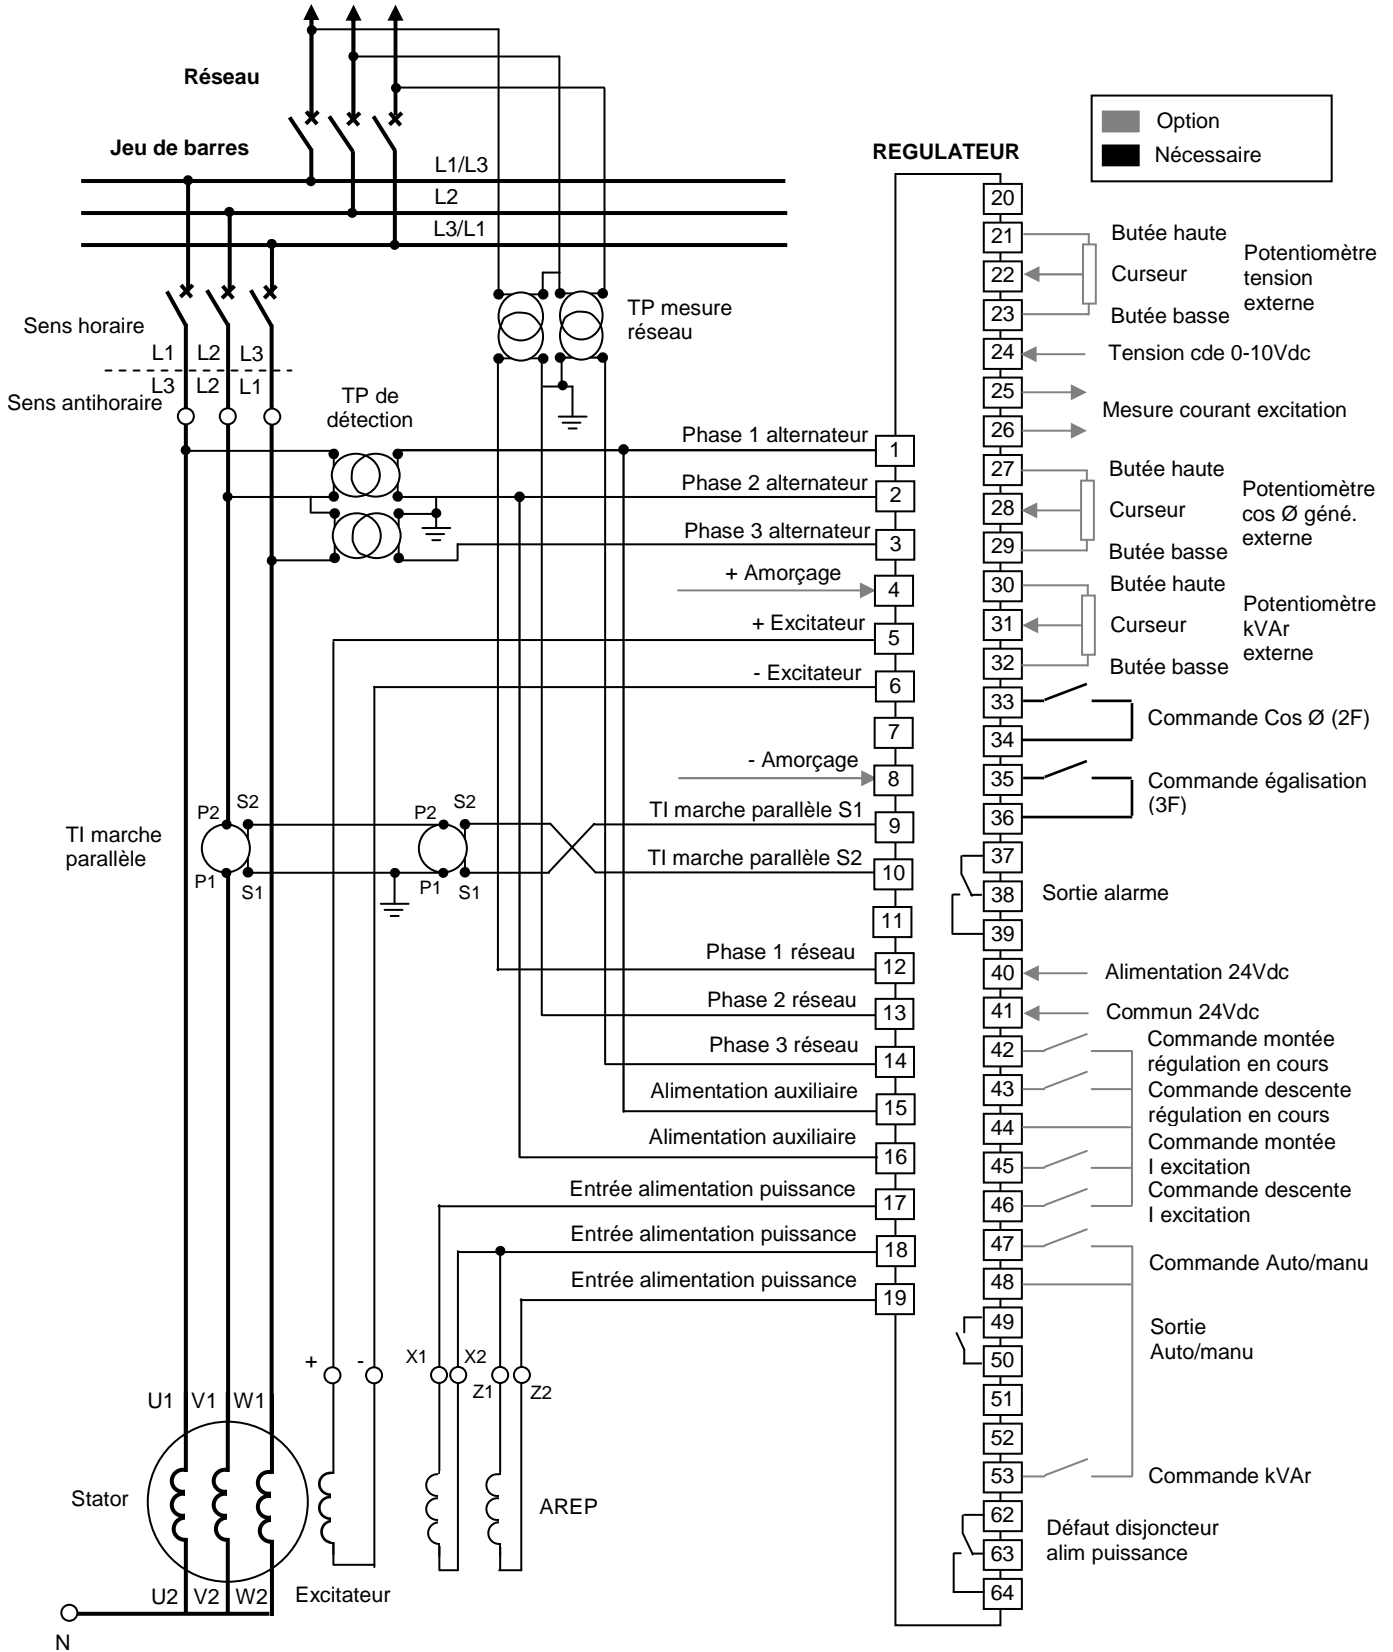 Réseau
Jeu de barres
L1/L3
L2
L3/L1
Sens horaire
L1 L2 L3
L3 L2 L1
Sens antihoraire
TP de
détection
TP mesure
réseau
REGULATEUR
Option
Nécessaire
Phase 1 alternateur
1
Phase 2 alternateur
2
Phase 3 alternateur
3
+ Amorçage
4
+ Excitateur
5
- Excitateur
6
7
- Amorçage
8
TI marche
parallèle
P2
S2
P1
S1
P2
S2
P1
S1
TI marche parallèle S1
9
TI marche parallèle S2
10
11
Phase 1 réseau
12
Phase 2 réseau
13
Phase 3 réseau
14
Alimentation auxiliaire
15
Alimentation auxiliaire
16
Entrée alimentation puissance
17
Entrée alimentation puissance
18
Entrée alimentation puissance
19
+ -
X1 X2
Z1 Z2
U1 V1 W1
Stator
AREP
U2 V2 W2
Excitateur
N
20
21
Butée haute
22
Curseur
23
Butée basse
Potentiomètre
tension
externe
24
Tension cde 0-10Vdc
25
26
Mesure courant excitation
27
Butée haute
28
Curseur
29
Butée basse
Potentiomètre
cos Ø géné.
externe
30
Butée haute
31
Curseur
32
Butée basse
Potentiomètre
kVAr
externe
33
34
Commande Cos Ø (2F)
35
36
Commande égalisation
(3F)
37
38
39
Sortie alarme
40
Alimentation 24Vdc
41
Commun 24Vdc
42
Commande montée
régulation en cours
43
Commande descente
régulation en cours
44
45
Commande montée
I excitation
46
Commande descente
I excitation
47
48
Commande Auto/manu
49
50
Sortie
Auto/manu
51
52
53
Commande kVAr
62
63
64
Défaut disjoncteur
alim puissance